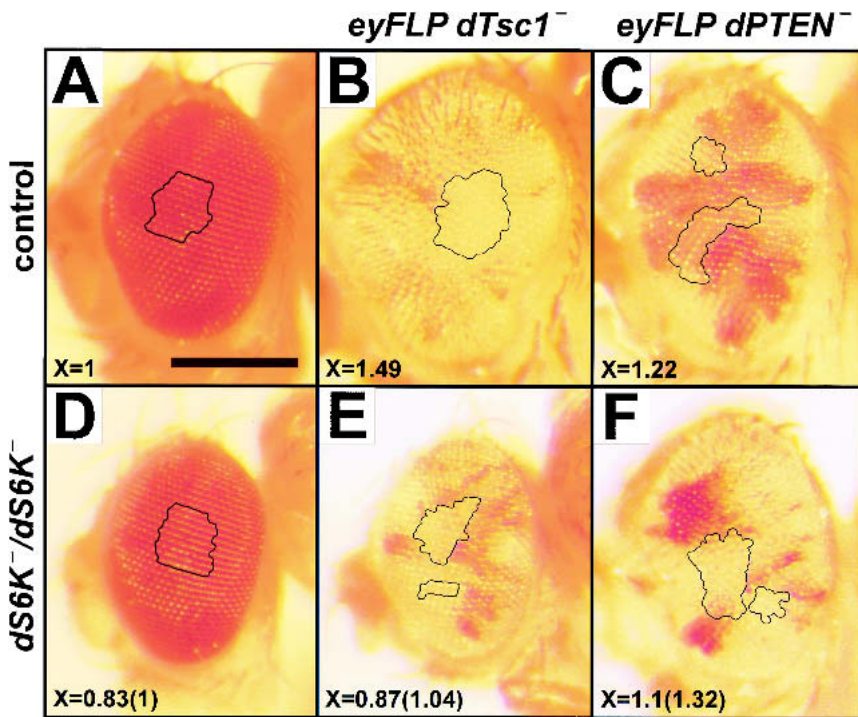 eyFLP dTsc1⁻ eyFLP dPTEN⁻
A B C
control
X=1 X=1.49 X=1.22
D E F
dS6K⁻/dS6K⁻
X=0.83(1) X=0.87(1.04) X=1.1(1.32)